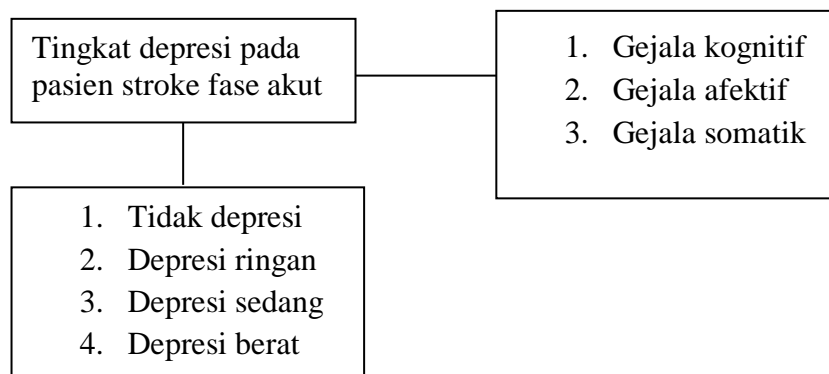 Tingkat depresi pada
pasien stroke fase akut
1. Gejala kognitif
2. Gejala afektif
3. Gejala somatik
1. Tidak depresi
2. Depresi ringan
3. Depresi sedang
4. Depresi berat